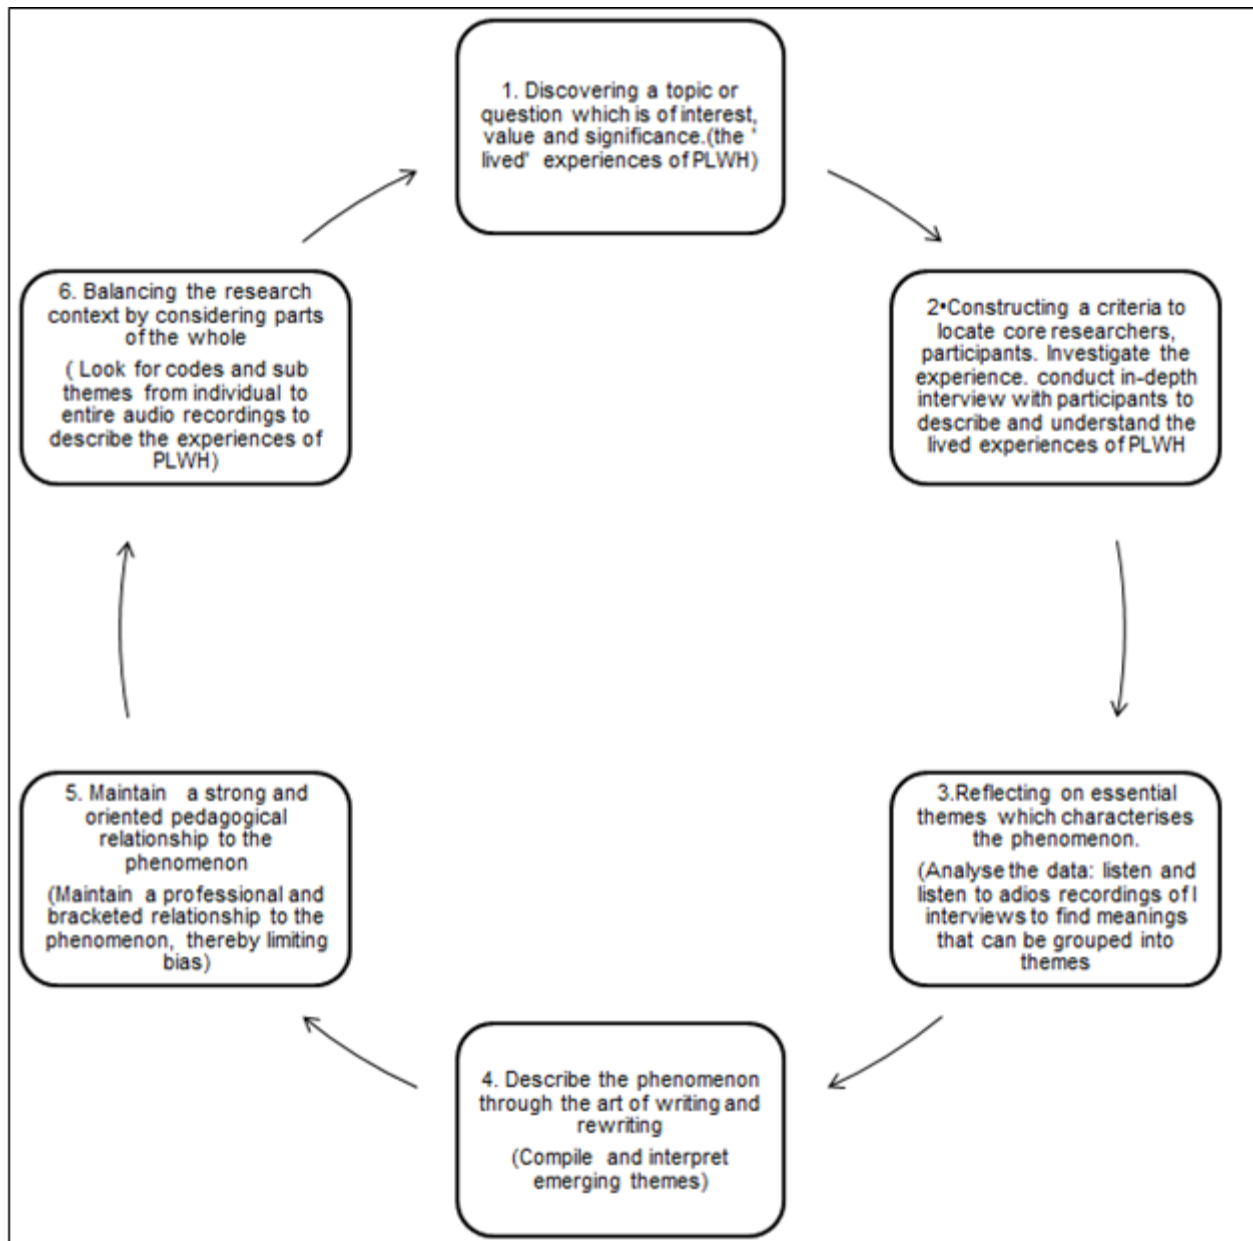 1. Discovering a topic or
question which is of interest,
value and significance.(the '
lived' experiences of PLWH)
2•Constructing a criteria to
locate core researchers,
participants. Investigate the
experience. conduct in-depth
interview with participants to
describe and understand the
lived experiences of PLWH
3.Reflecting on essential
themes which characterises
the phenomenon.
(Analyse the data: listen and
listen to adios recordings of I
interviews to find meanings
that can be grouped into
themes
4. Describe the phenomenon
through the art of writing and
rewriting
(Compile and interpret
emerging themes)
5. Maintain a strong and
oriented pedagogical
relationship to the
phenomenon
(Maintain a professional and
bracketed relationship to the
phenomenon, thereby limiting
bias)
6. Balancing the research
context by considering parts
of the whole
( Look for codes and sub
themes from individual to
entire audio recordings to
describe the experiences of
PLWH)